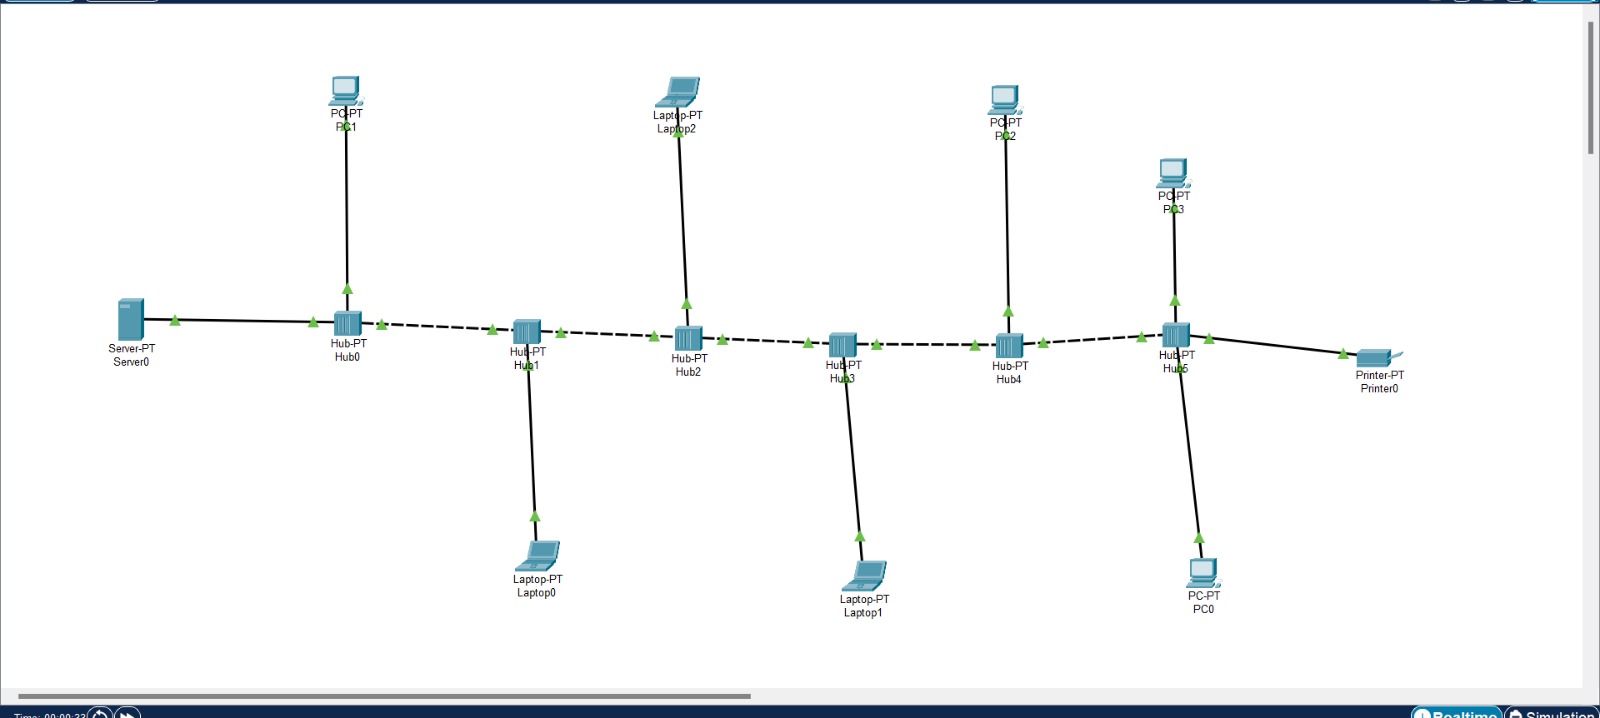 PC-PT
PC1
Laptop-PT
Laptop2
PC-PT
PC2
PC-PT
PC3
Server-PT
Server0
Hub-PT
Hub0
Hub-PT
Hub1
Hub-PT
Hub2
Hub-PT
Hub3
Hub-PT
Hub4
Hub-PT
Hub5
Printer-PT
Printer0
Laptop-PT
Laptop0
Laptop-PT
Laptop1
PC-PT
PC0
Time: 00:00:33
Realtime
Simulation